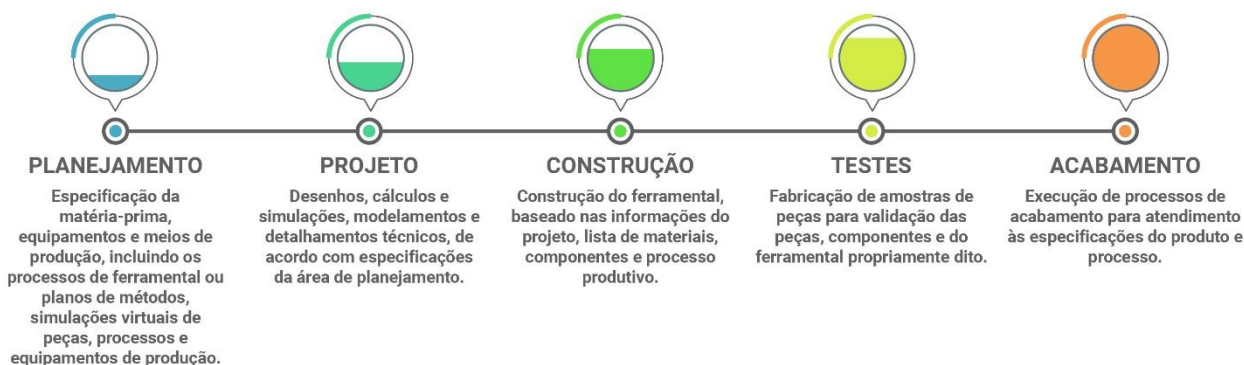 PLANEJAMENTO
Especificação da
matéria-prima,
equipamentos e meios de
produção, incluindo os
processos de ferramental ou
planos de métodos,
simulações virtuais de
peças, processos e
equipamentos de produção.
PROJETO
Desenhos, cálculos e
simulações, modelamentos e
detalhamentos técnicos, de
acordo com especificações
da área de planejamento.
CONSTRUÇÃO
Construção do ferramental,
baseado nas informações do
projeto, lista de materiais,
componentes e processo
produtivo.
TESTES
Fabricação de amostras de
peças para validação das
peças, componentes e do
ferramental propriamente dito.
ACABAMENTO
Execução de processos de
acabamento para atendimento
às especificações do produto e
processo.